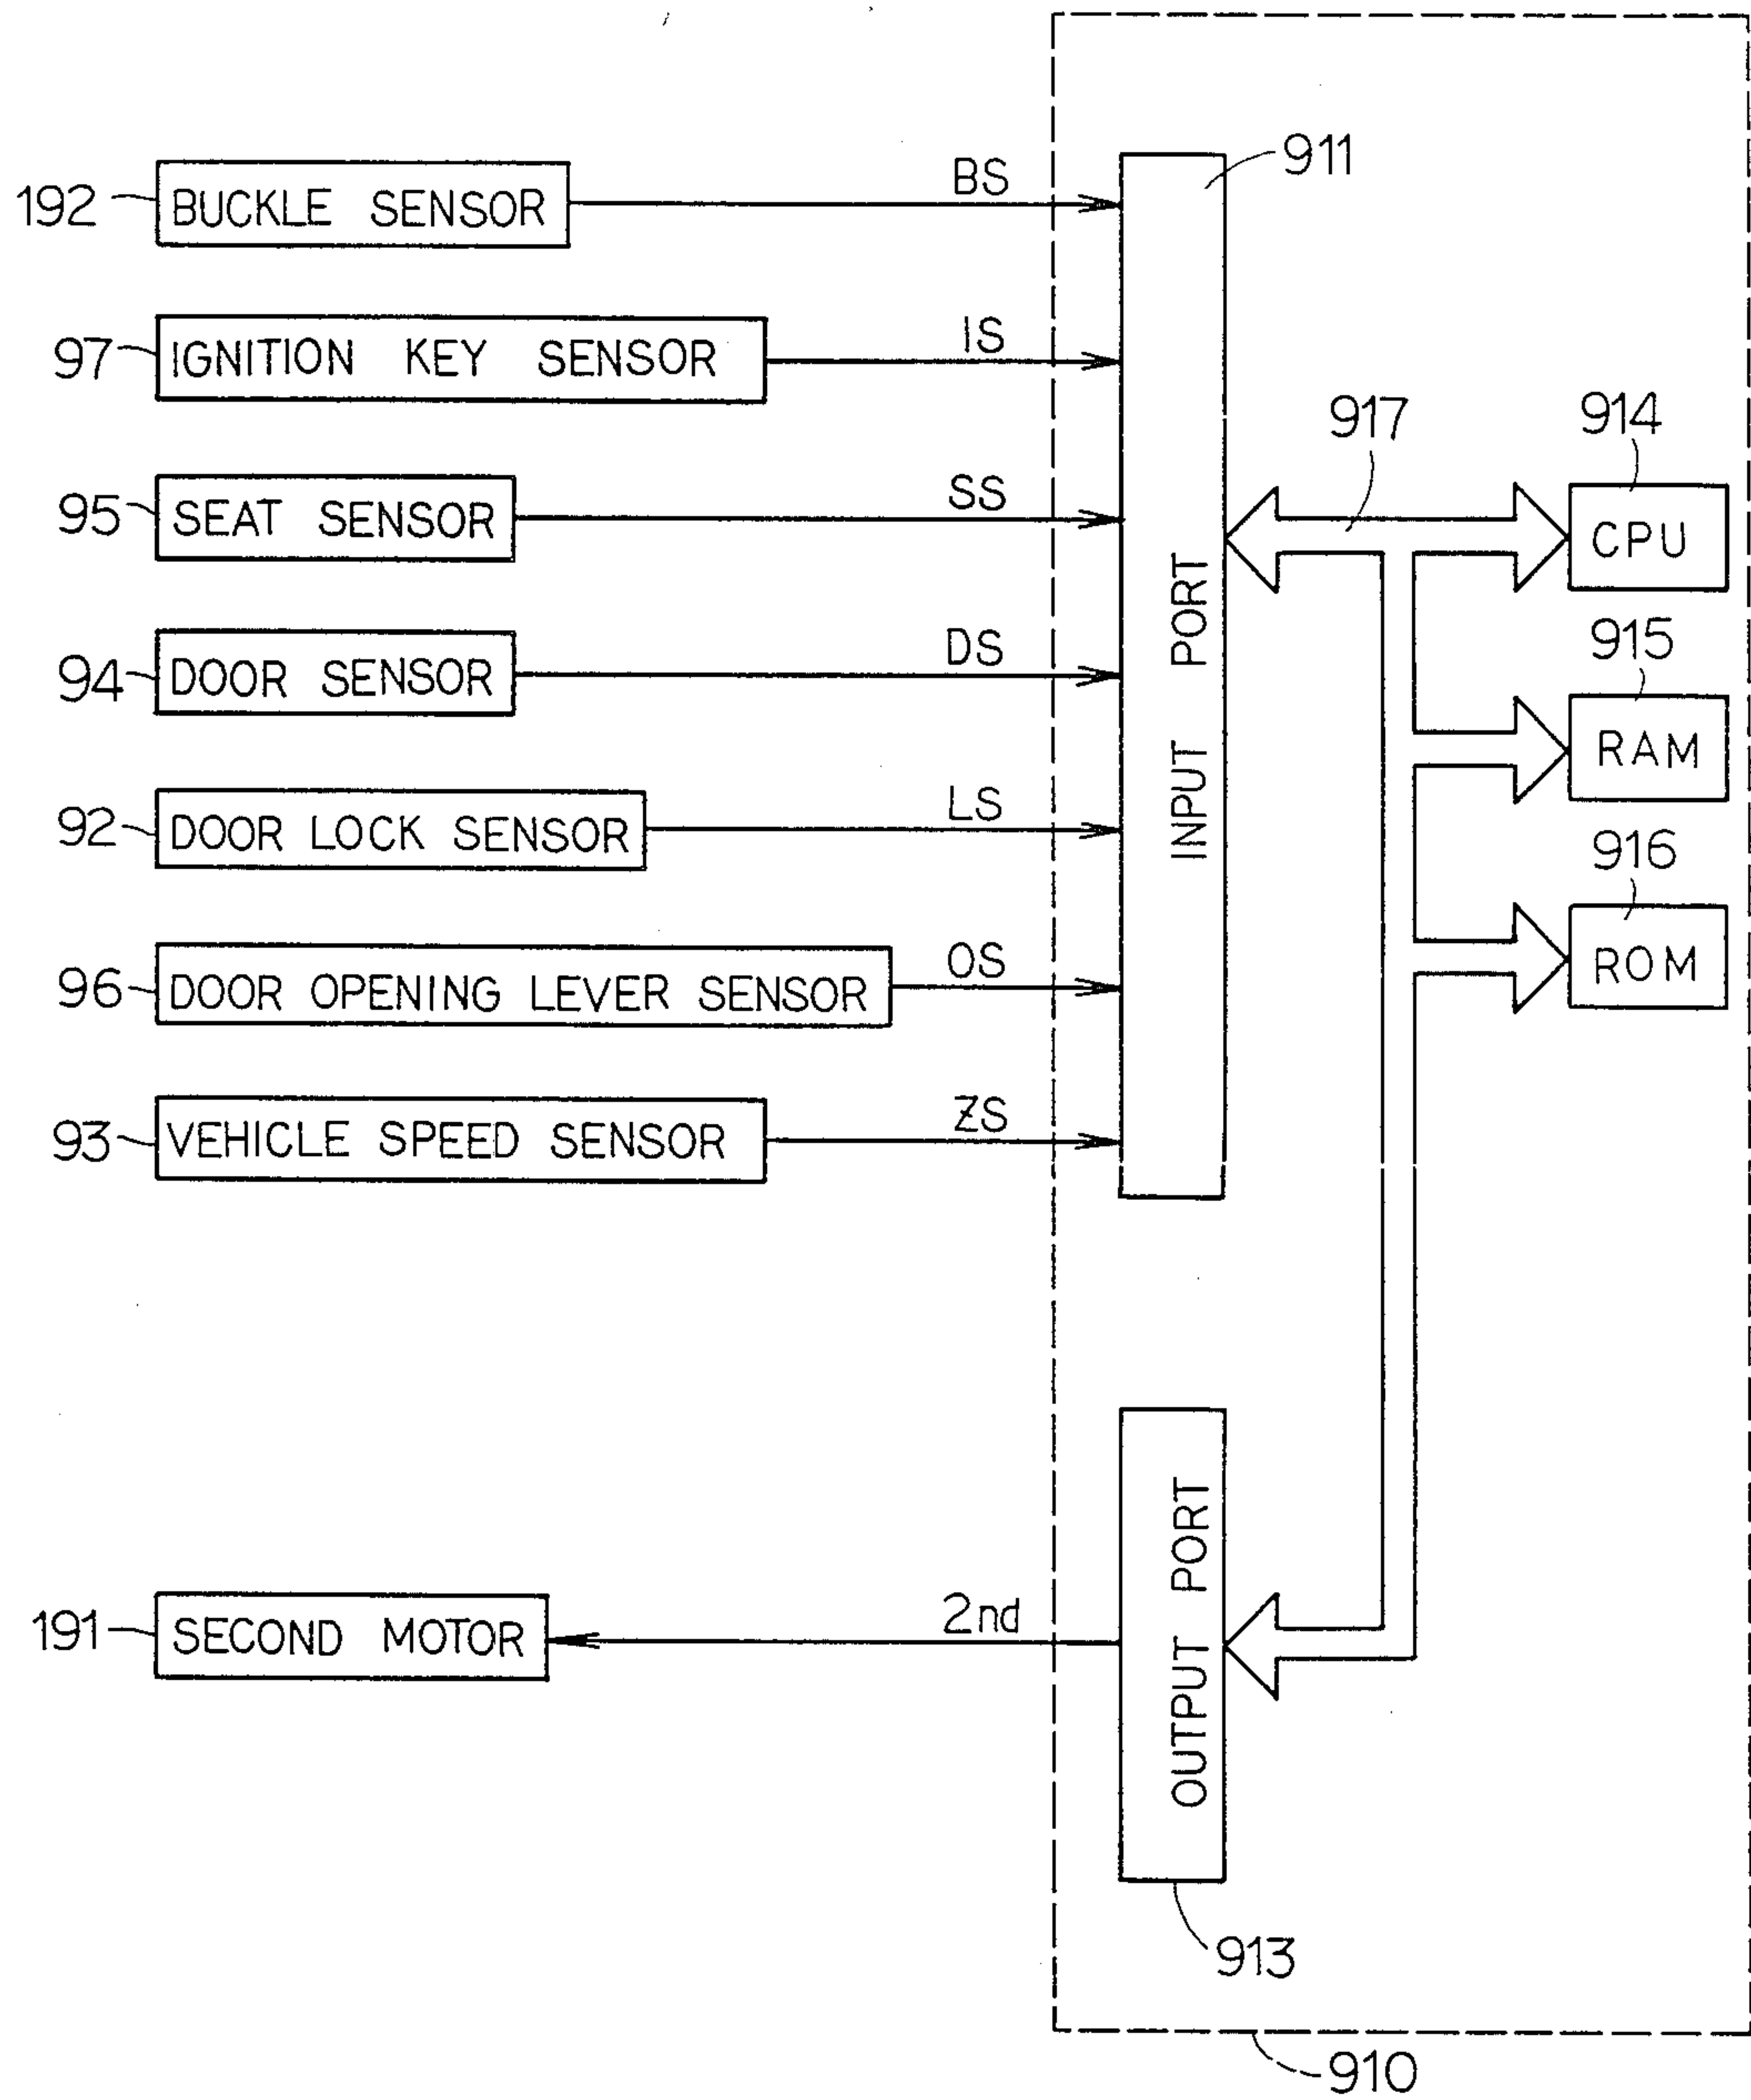 911
192 BUCKLE SENSOR BS
97 IGNITION KEY SENSOR IS
917 914
95 SEAT SENSOR SS
CPU
INPUT PORT
915
94 DOOR SENSOR DS
RAM
92 DOOR LOCK SENSOR LS
916
96 DOOR OPENING LEVER SENSOR OS
ROM
93 VEHICLE SPEED SENSOR ZS
OUTPUT PORT
191 SECOND MOTOR 2nd
913
910